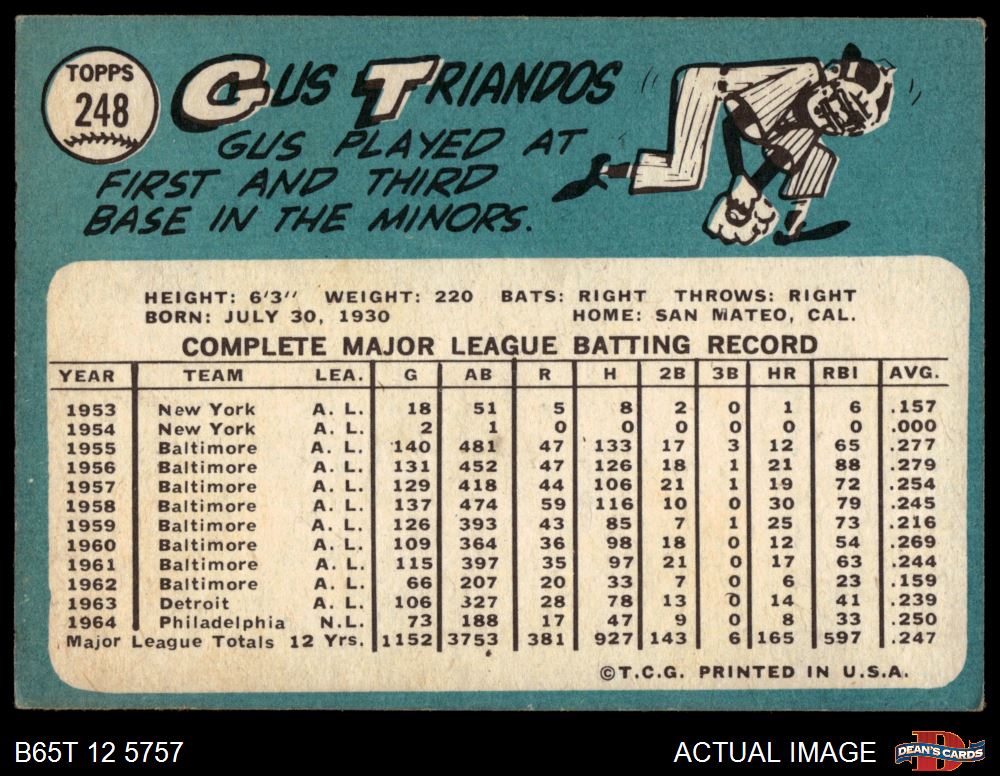 TOPPS
248
GUS TRIANDOS
GUS PLAYED AT
FIRST AND THIRD
BASE IN THE MINORS.
HEIGHT: 6'3" WEIGHT: 220 BATS: RIGHT THROWS: RIGHT
BORN: JULY 30, 1930 HOME: SAN MATEO, CAL.
COMPLETE MAJOR LEAGUE BATTING RECORD
YEAR TEAM LEA. G AB R H 2B 3B HR RBI AVG.
1953 New York A. L. 18 51 5 8 2 0 1 6 .157
1954 New York A. L. 2 1 0 0 0 0 0 0 .000
1955 Baltimore A. L. 140 481 47 133 17 3 12 65 .277
1956 Baltimore A. L. 131 452 47 126 18 1 21 88 .279
1957 Baltimore A. L. 129 418 44 106 21 1 19 72 .254
1958 Baltimore A. L. 137 474 59 116 10 0 30 79 .245
1959 Baltimore A. L. 126 393 43 85 7 1 25 73 .216
1960 Baltimore A. L. 109 364 36 98 18 0 12 54 .269
1961 Baltimore A. L. 115 397 35 97 21 0 17 63 .244
1962 Baltimore A. L. 66 207 20 33 7 0 6 23 .159
1963 Detroit A. L. 106 327 28 78 13 0 14 41 .239
1964 Philadelphia N.L. 73 188 17 47 9 0 8 33 .250
Major League Totals 12 Yrs. 1152 3753 381 927 143 6 165 597 .247
©T.C.G. PRINTED IN U.S.A.
B65T 12 5757
ACTUAL IMAGE
DEAN'S CARDS